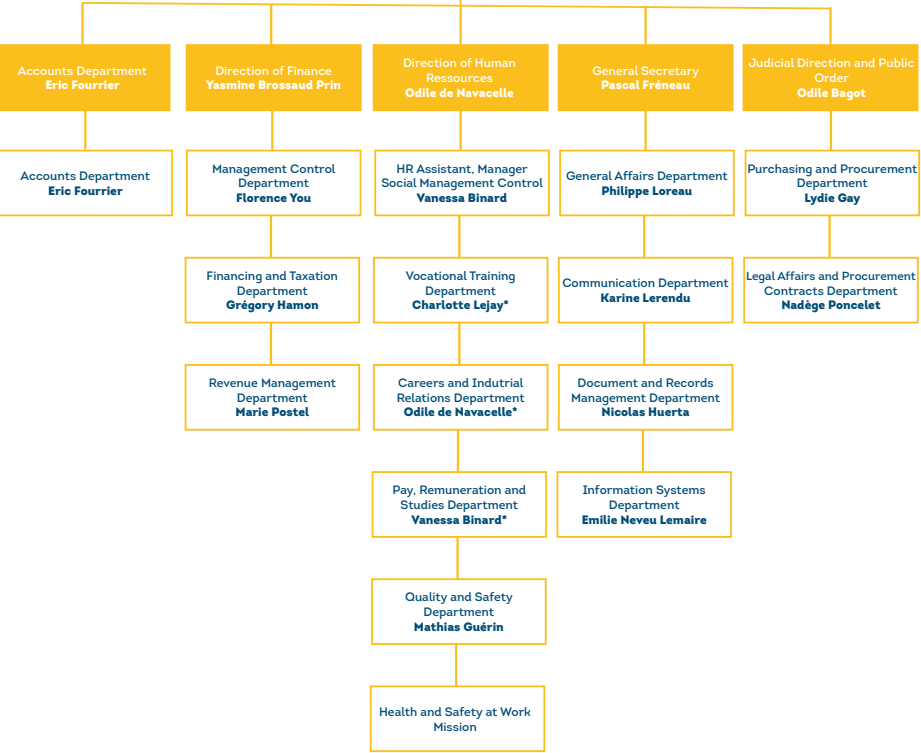 Accounts Department
Eric Fourrier
Direction of Finance
Yasmine Brossaud Prin
Direction of Human
Ressources
Odile de Navacelle
General Secretary
Pascal Fréneau
Judicial Direction and Public
Order
Odile Bagot
Accounts Department
Eric Fourrier
Management Control
Department
Florence You
HR Assistant, Manager
Social Management Control
Vanessa Binard
General Affairs Department
Philippe Loreau
Purchasing and Procurement
Department
Lydie Gay
Financing and Taxation
Department
Grégory Hamon
Vocational Training
Department
Charlotte Lejay*
Communication Department
Karine Lerendu
Legal Affairs and Procurement
Contracts Department
Nadège Poncelet
Revenue Management
Department
Marie Postel
Careers and Indutrial
Relations Department
Odile de Navacelle*
Document and Records
Management Department
Nicolas Huerta
Pay, Remuneration and
Studies Department
Vanessa Binard*
Information Systems
Department
Emilie Neveu Lemaire
Quality and Safety
Department
Mathias Guérin
Health and Safety at Work
Mission